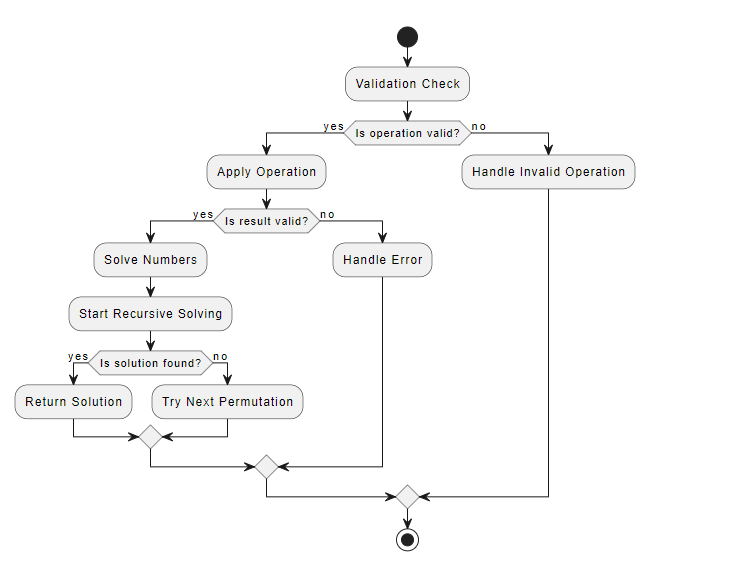 Validation Check
yes
Is operation valid?
no
Apply Operation
Handle Invalid Operation
yes
Is result valid?
no
Solve Numbers
Handle Error
Start Recursive Solving
yes
Is solution found?
no
Return Solution
Try Next Permutation